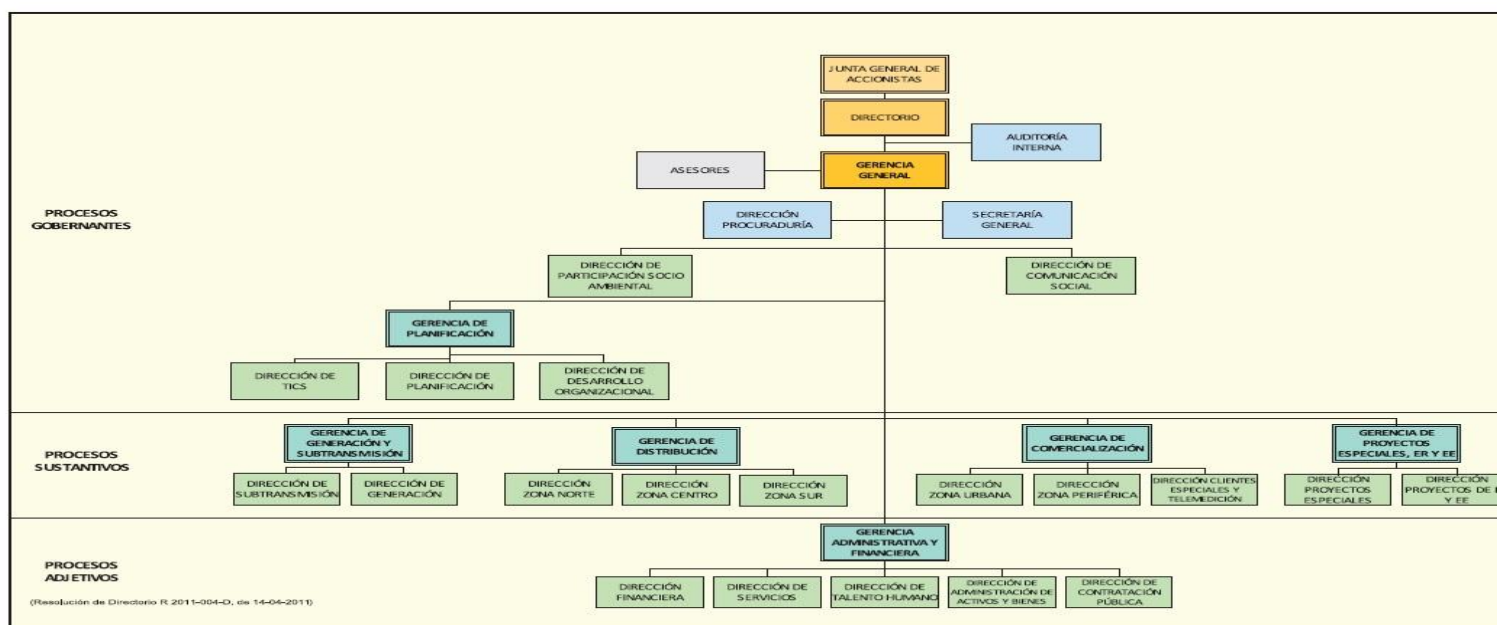 JUNTA GENERAL DE
ACCIONISTAS
DIRECTORIO
AUDITORÍA
INTERNA
ASESORES
GERENCIA
GENERAL
PROCESOS
GOBERNANTES
DIRECCIÓN
PROCURADURÍA
SECRETARÍA
GENERAL
DIRECCIÓN DE
PARTICIPACIÓN SOCIO
AMBIENTAL
DIRECCIÓN DE
COMUNICACIÓN
SOCIAL
GERENCIA DE
PLANIFICACIÓN
DIRECCIÓN DE
TICS
DIRECCIÓN DE
PLANIFICACIÓN
DIRECCIÓN DE
DESARROLLO
ORGANIZACIONAL
PROCESOS
SUSTANTIVOS
GERENCIA DE
GENERACIÓN Y
SUBTRANSMISIÓN
GERENCIA DE
DISTRIBUCIÓN
GERENCIA DE
COMERCIALIZACIÓN
GERENCIA DE
PROYECTOS
ESPECIALES, ER Y EE
DIRECCIÓN DE
SUBTRANSMISIÓN
DIRECCIÓN DE
GENERACIÓN
DIRECCIÓN
ZONA NORTE
DIRECCIÓN
ZONA CENTRO
DIRECCIÓN
ZONA SUR
DIRECCIÓN
ZONA URBANA
DIRECCIÓN
ZONA PERIFÉRICA
DIRECCIÓN CLIENTES
ESPECIALES Y
TELEMEDICIÓN
DIRECCIÓN
PROYECTOS
ESPECIALES
DIRECCIÓN
PROYECTOS DE
Y EE
PROCESOS
ADJETIVOS
GERENCIA
ADMINISTRATIVA Y
FINANCIERA
DIRECCIÓN
FINANCIERA
DIRECCIÓN DE
SERVICIOS
DIRECCIÓN DE
TALENTO HUMANO
DIRECCIÓN DE
ADMINISTRACIÓN DE
ACTIVOS Y BIENES
DIRECCIÓN DE
CONTRATACIÓN
PÚBLICA
(Resolución de Directorio R 2011-004-D, de 14-04-2011)